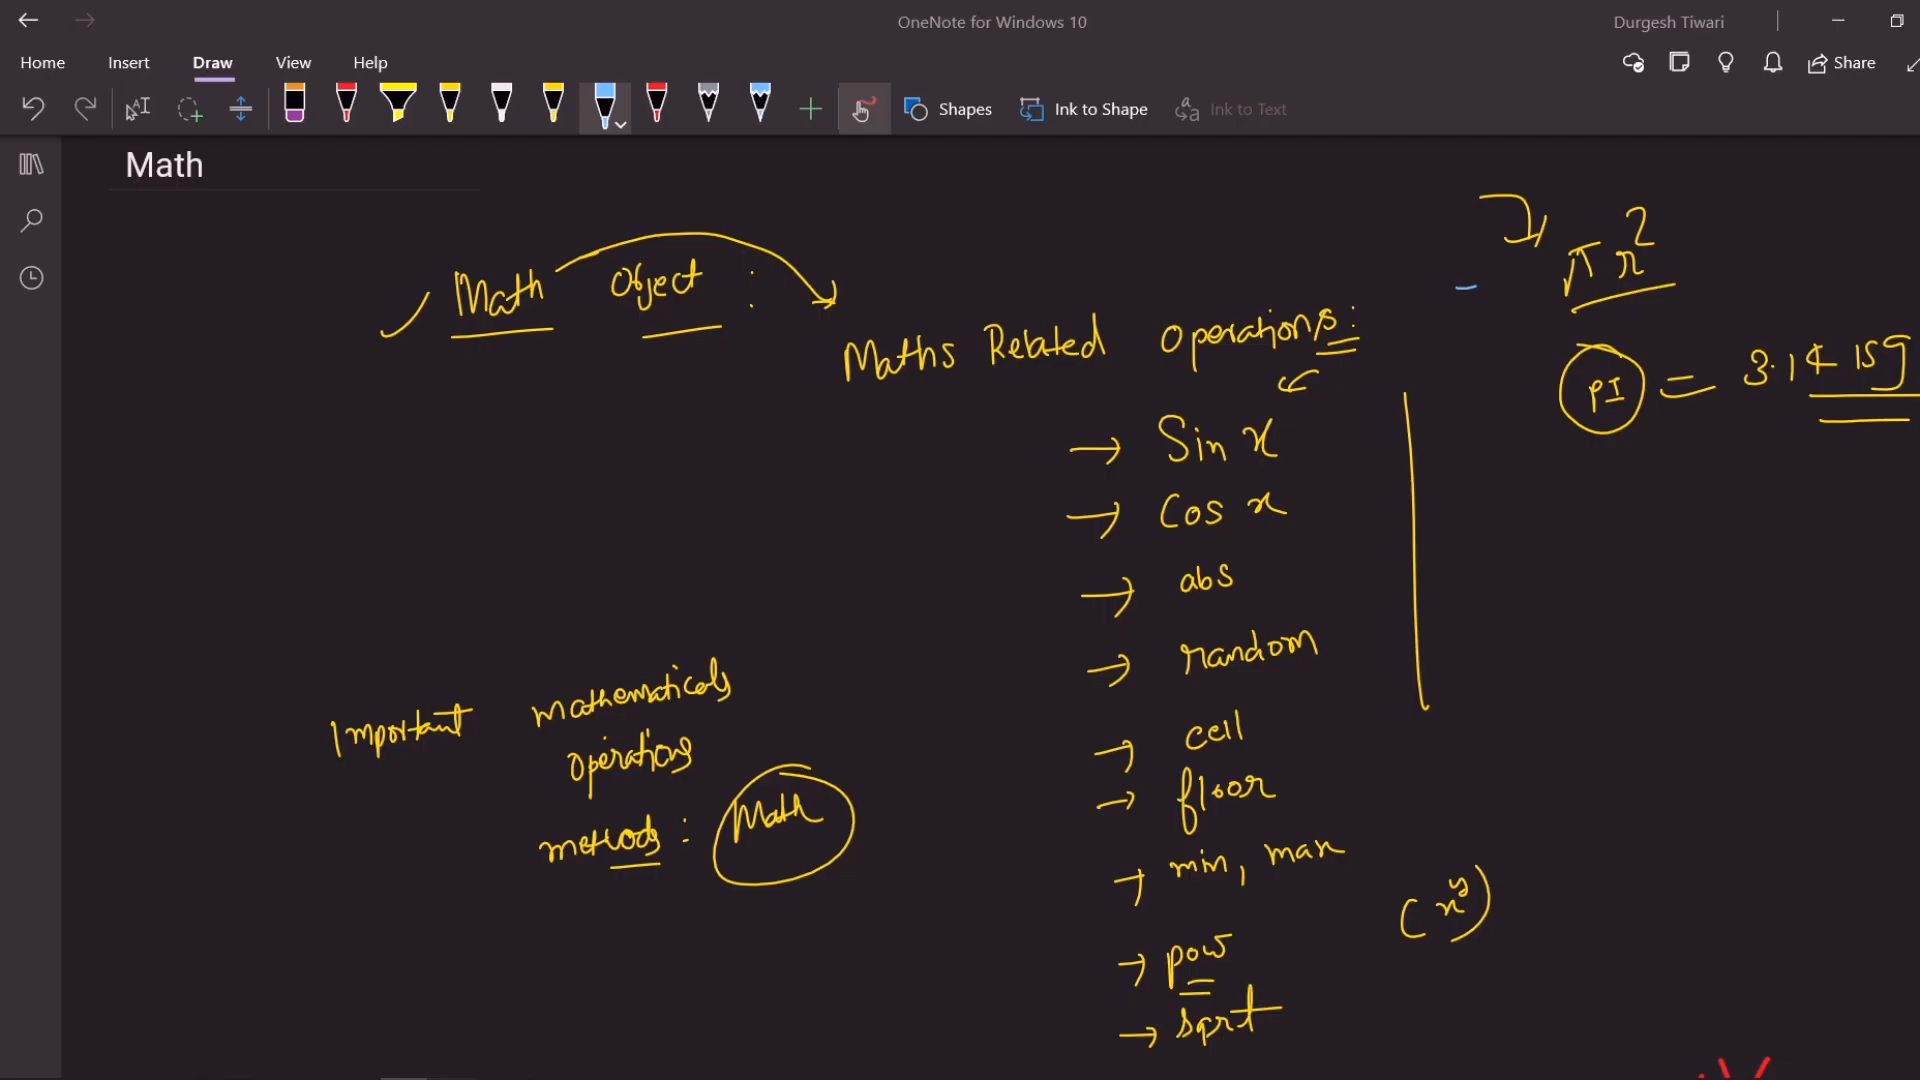 OneNote for Windows 10
Durgesh Tiwari
Home Insert Draw View Help
Share
Shapes Ink to Shape Ink to Text
Math
Math Object :
Maths Related Operations:
→ Sin x
→ Cos x
→ abs
→ random
→ ceil
→ floor
→ min, max
→ pow (x^y)
→ sqrt
πr²
PI = 3.14159
Important mathematicals
operations
methods : Math